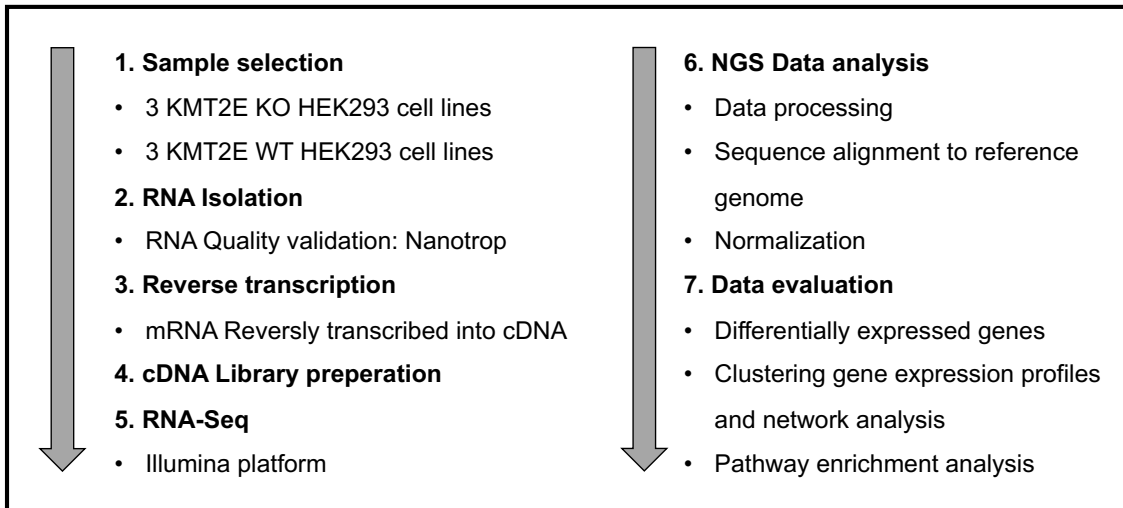 1. Sample selection
• 3 KMT2E KO HEK293 cell lines
• 3 KMT2E WT HEK293 cell lines
2. RNA Isolation
• RNA Quality validation: Nanotrop
3. Reverse transcription
• mRNA Reversly transcribed into cDNA
4. cDNA Library preperation
5. RNA-Seq
• Illumina platform
6. NGS Data analysis
• Data processing
• Sequence alignment to reference
genome
• Normalization
7. Data evaluation
• Differentially expressed genes
• Clustering gene expression profiles
and network analysis
• Pathway enrichment analysis